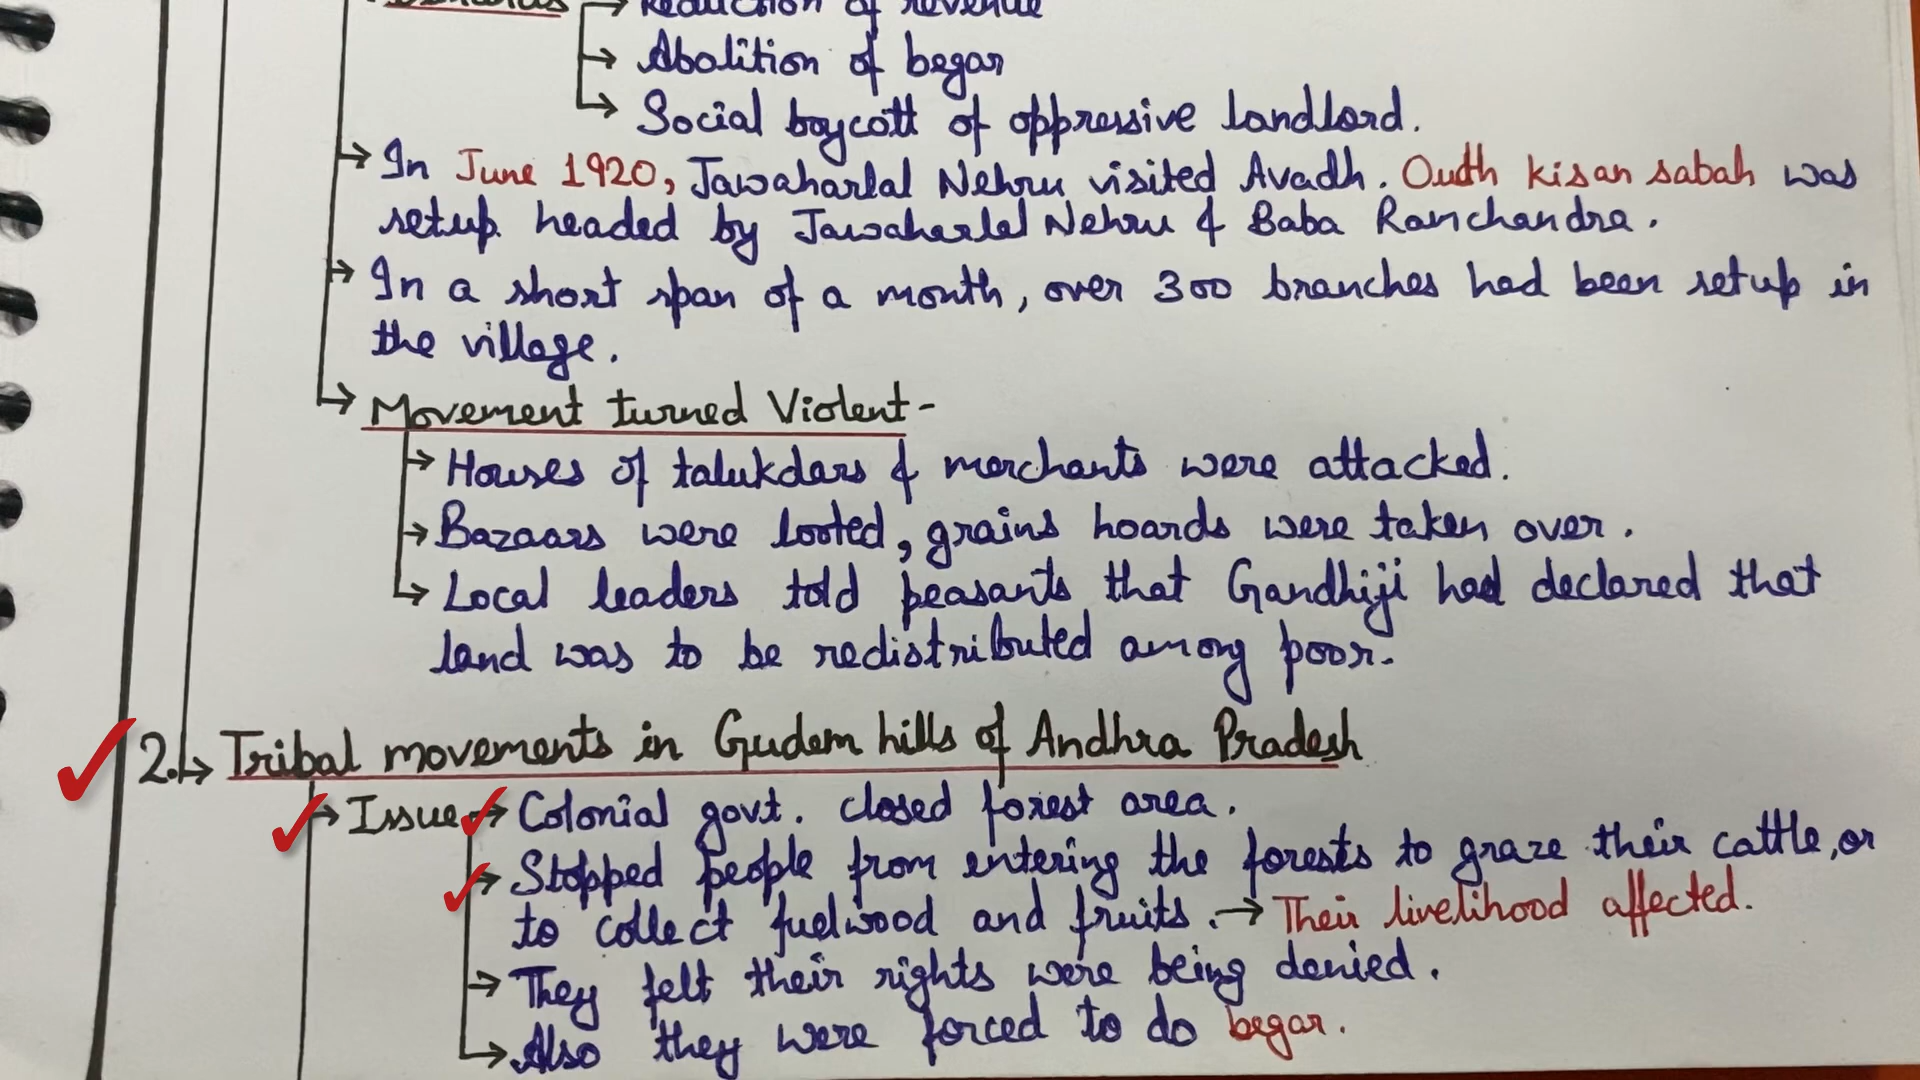 Reduction of revenue
→ Abolition of begar
→ Social boycott of oppressive landlord.
→ In June 1920, Jawaharlal Nehru visited Avadh. Oudh kisan sabah was
setup headed by Jawaharlal Nehru & Baba Ramchandra.
→ In a short span of a month, over 300 branches had been setup in
the village.
→ Movement turned Violent-
→ Houses of talukdars & merchants were attacked.
→ Bazaars were looted, grains hoards were taken over.
→ Local leaders told peasants that Gandhiji had declared that
land was to be redistributed among poor.
2. → Tribal movements in Gudem hills of Andhra Pradesh
→ Issue → Colonial govt. closed forest area.
→ Stopped people from entering the forests to graze their cattle, or
to collect fuelwood and fruits. → Their livelihood affected.
→ They felt their rights were being denied.
→ Also they were forced to do begar.